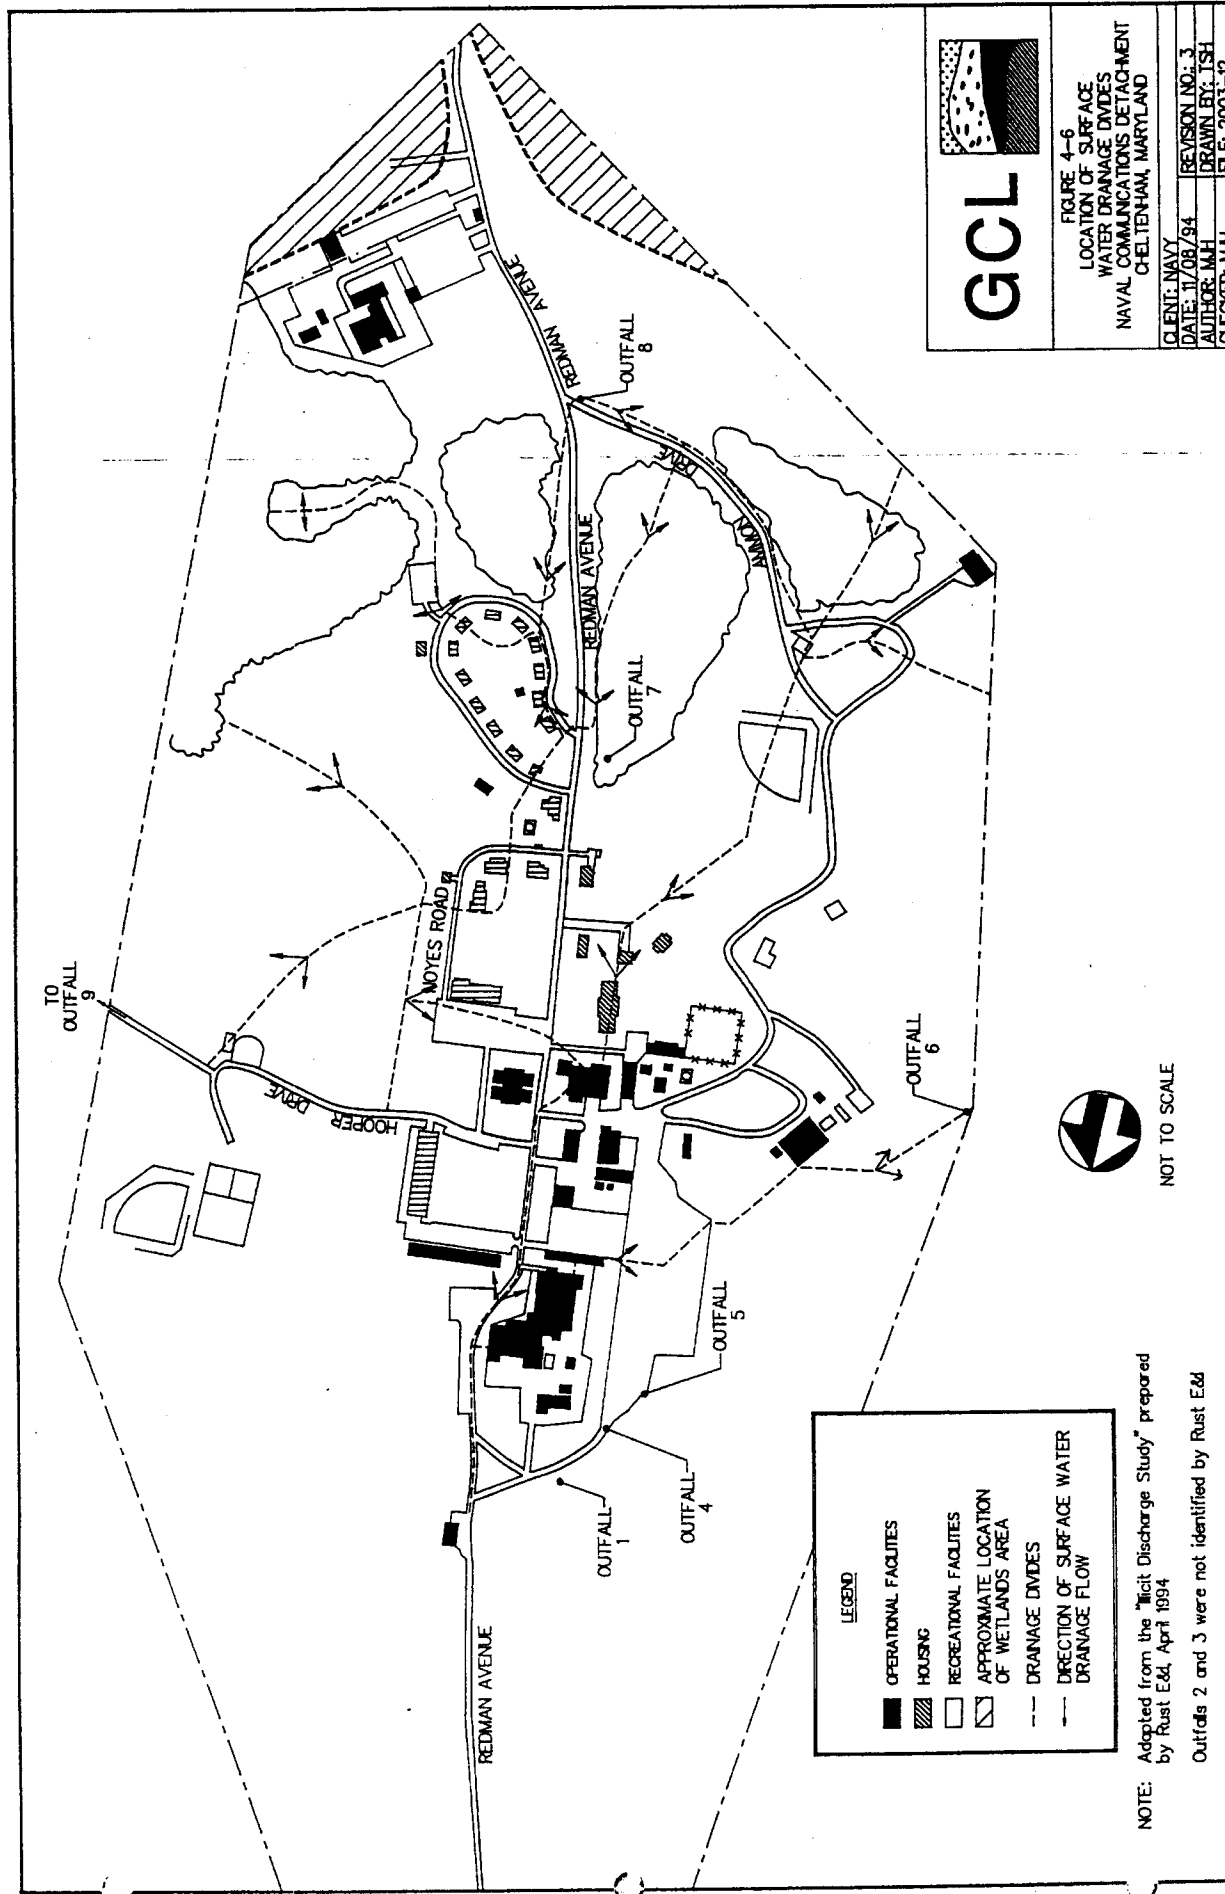 TO
OUTFALL
9
HOOPER
DRIVE
NOYES ROAD
REDMAN AVENUE
REDMAN AVENUE
REDMAN AVENUE
AMMON
DRIVE
OUTFALL
8
OUTFALL
7
OUTFALL
6
OUTFALL
5
OUTFALL
4
OUTFALL
1
NOT TO SCALE
LEGEND
OPERATIONAL FACILITIES
HOUSING
RECREATIONAL FACILITIES
APPROXIMATE LOCATION
OF WETLANDS AREA
DRAINAGE DIVIDES
DIRECTION OF SURFACE WATER
DRAINAGE FLOW
NOTE: Adapted from the "Illicit Discharge Study" prepared
by Rust E&I, April 1994
Outfalls 2 and 3 were not identified by Rust E&I
GCL
FIGURE 4-6
LOCATION OF SURFACE
WATER DRAINAGE DIVIDES
NAVAL COMMUNICATIONS DETACHMENT
CHELTENHAM, MARYLAND
CLIENT: NAVY
DATE: 11/08/94 REVISION NO.: 3
AUTHOR: MJH DRAWN BY: TSH